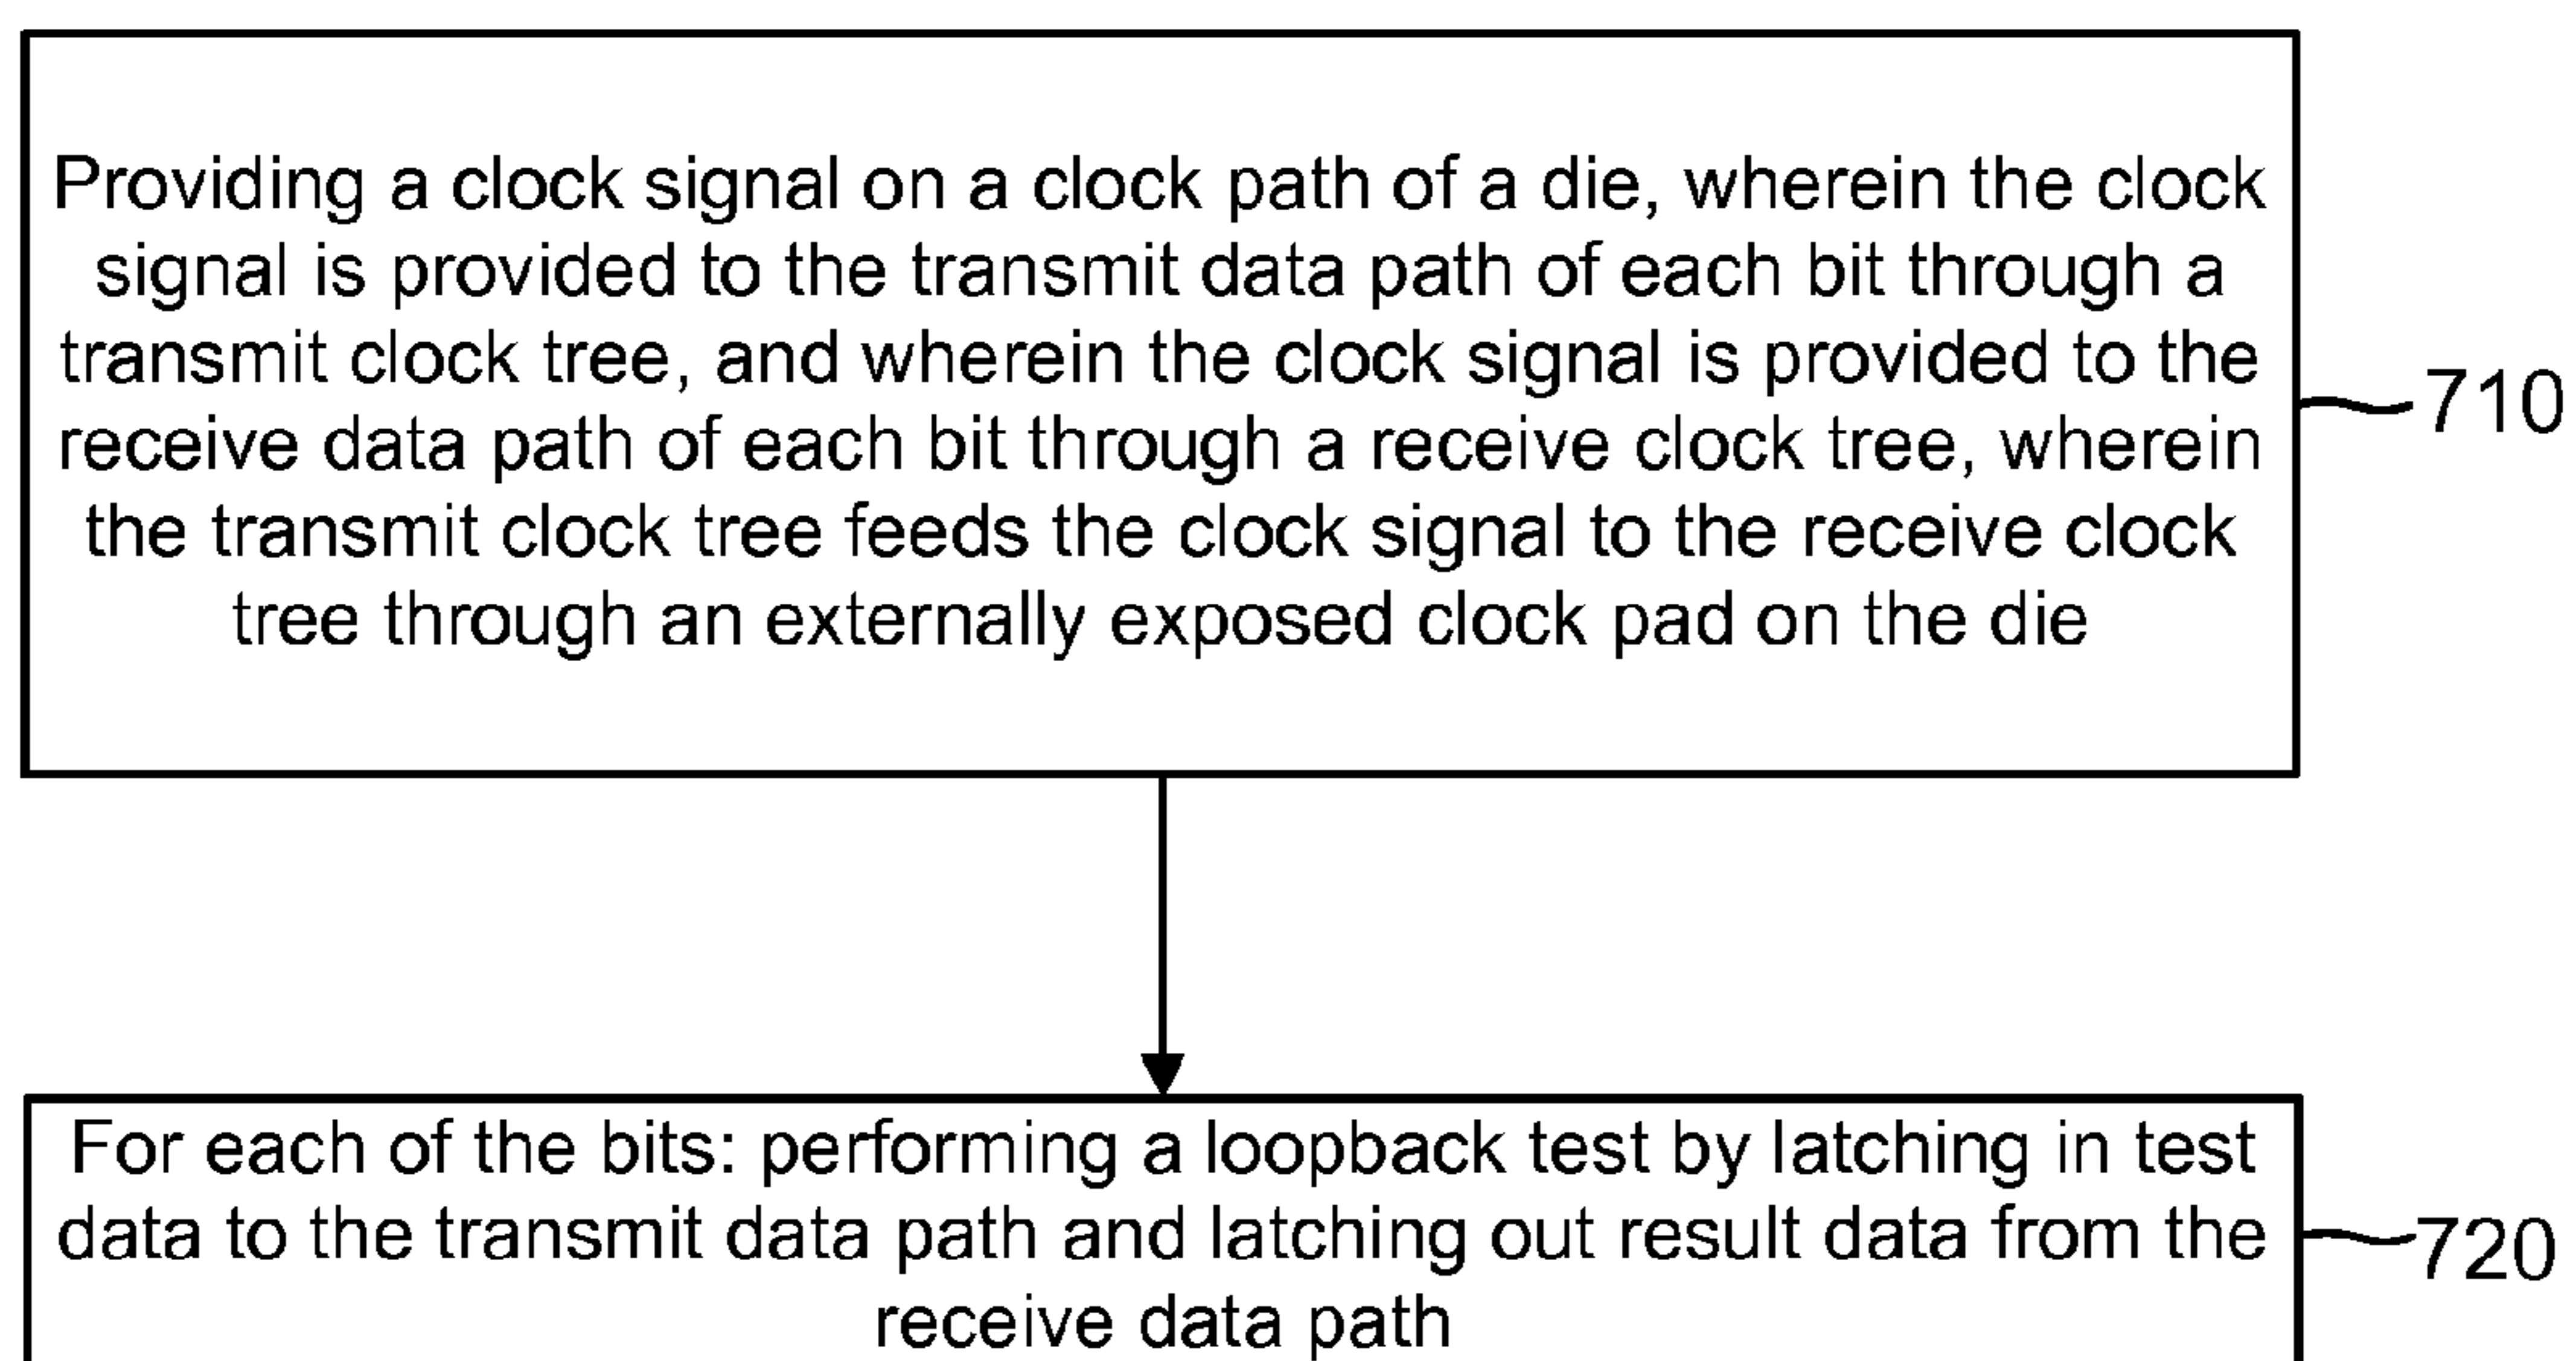 Providing a clock signal on a clock path of a die, wherein the clock
signal is provided to the transmit data path of each bit through a
transmit clock tree, and wherein the clock signal is provided to the
receive data path of each bit through a receive clock tree, wherein
the transmit clock tree feeds the clock signal to the receive clock
tree through an externally exposed clock pad on the die
710
For each of the bits: performing a loopback test by latching in test
data to the transmit data path and latching out result data from the
receive data path
720